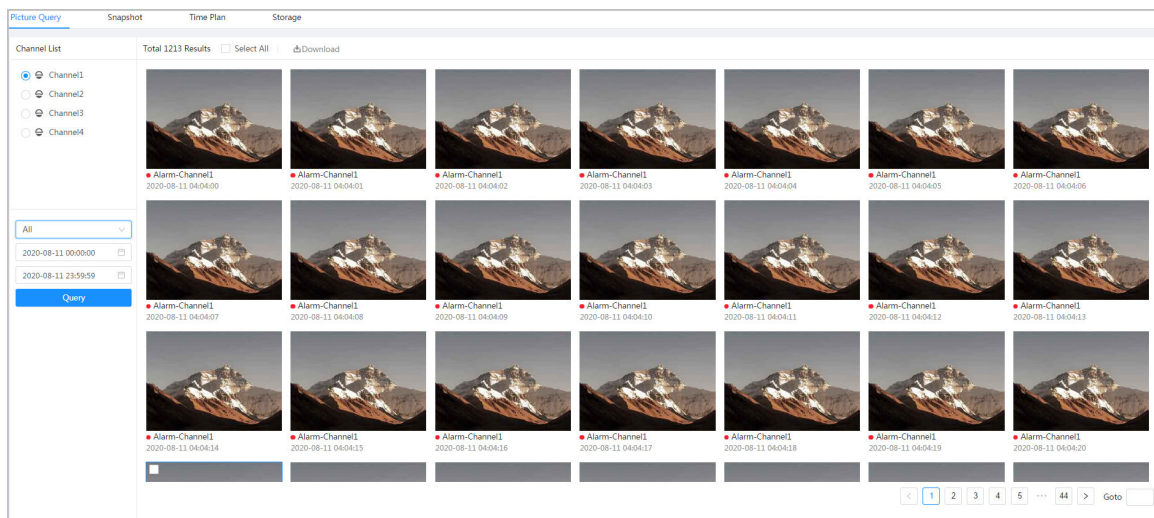 Picture Query Snapshot Time Plan Storage
Channel List
Total 1213 Results Select All Download
Channel1
Channel2
Channel3
Channel4
All
2020-08-11 00:00:00
2020-08-11 23:59:59
Query
Alarm-Channel1 Alarm-Channel1 Alarm-Channel1 Alarm-Channel1 Alarm-Channel1 Alarm-Channel1 Alarm-Channel1
2020-08-11 04:04:00 2020-08-11 04:04:01 2020-08-11 04:04:02 2020-08-11 04:04:03 2020-08-11 04:04:04 2020-08-11 04:04:05 2020-08-11 04:04:06
Alarm-Channel1 Alarm-Channel1 Alarm-Channel1 Alarm-Channel1 Alarm-Channel1 Alarm-Channel1 Alarm-Channel1
2020-08-11 04:04:07 2020-08-11 04:04:08 2020-08-11 04:04:09 2020-08-11 04:04:10 2020-08-11 04:04:11 2020-08-11 04:04:12 2020-08-11 04:04:13
Alarm-Channel1 Alarm-Channel1 Alarm-Channel1 Alarm-Channel1 Alarm-Channel1 Alarm-Channel1 Alarm-Channel1
2020-08-11 04:04:14 2020-08-11 04:04:15 2020-08-11 04:04:16 2020-08-11 04:04:17 2020-08-11 04:04:18 2020-08-11 04:04:19 2020-08-11 04:04:20
< 1 2 3 4 5 ··· 44 > Goto